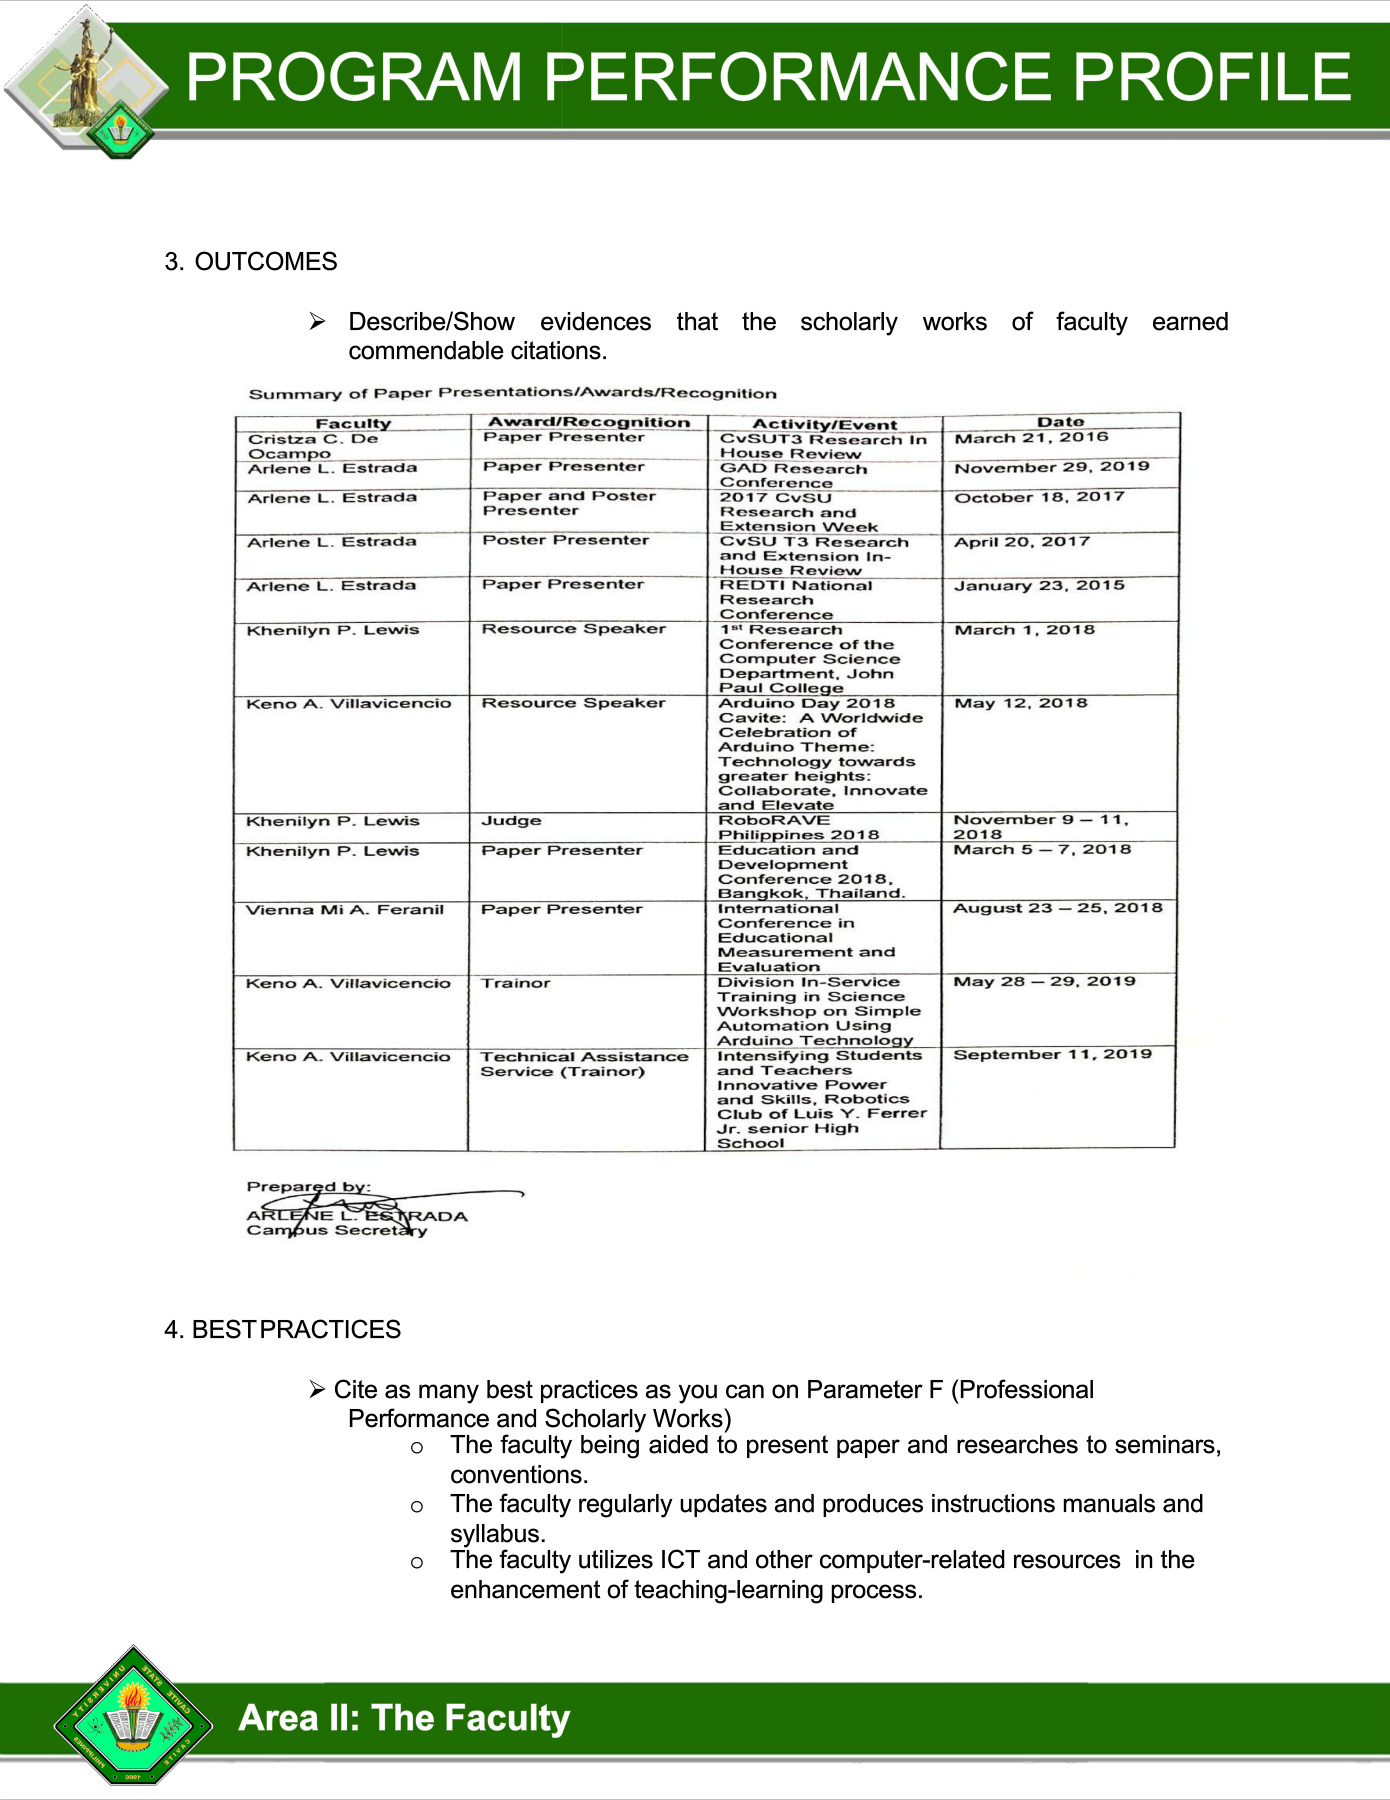 PROGRAM PERFORMANCE PROFILE
3. OUTCOMES
➢ Describe/Show evidences that the scholarly works of faculty earned
commendable citations.
Summary of Paper Presentations/Awards/Recognition
Faculty Award/Recognition Activity/Event Date
Cristza C. De Paper Presenter CvSUT3 Research In March 21, 2016
Ocampo House Review
Arlene L. Estrada Paper Presenter GAD Research November 29, 2019
Conference
Arlene L. Estrada Paper and Poster 2017 CvSU October 18, 2017
Presenter Research and
Extension Week
Arlene L. Estrada Poster Presenter CvSU T3 Research April 20, 2017
and Extension In-
House Review
Arlene L. Estrada Paper Presenter REDTI National January 23, 2015
Research
Conference
Khenilyn P. Lewis Resource Speaker 1st Research March 1, 2018
Conference of the
Computer Science
Department, John
Paul College
Keno A. Villavicencio Resource Speaker Arduino Day 2018 May 12, 2018
Cavite: A Worldwide
Celebration of
Arduino Theme:
Technology towards
greater heights:
Collaborate, Innovate
and Elevate
Khenilyn P. Lewis Judge RoboRAVE November 9 – 11,
Philippines 2018 2018
Khenilyn P. Lewis Paper Presenter Education and March 5 – 7, 2018
Development
Conference 2018,
Bangkok, Thailand.
Vienna Mi A. Feranil Paper Presenter International August 23 – 25, 2018
Conference in
Educational
Measurement and
Evaluation
Keno A. Villavicencio Trainor Division In-Service May 28 – 29, 2019
Training in Science
Workshop on Simple
Automation Using
Arduino Technology
Keno A. Villavicencio Technical Assistance Intensifying Students September 11, 2019
Service (Trainor) and Teachers
Innovative Power
and Skills, Robotics
Club of Luis Y. Ferrer
Jr. senior High
School
Prepared by:
ARLENE L. ESTRADA
Campus Secretary
4. BEST PRACTICES
➢ Cite as many best practices as you can on Parameter F (Professional
Performance and Scholarly Works)
o The faculty being aided to present paper and researches to seminars,
conventions.
o The faculty regularly updates and produces instructions manuals and
syllabus.
o The faculty utilizes ICT and other computer-related resources in the
enhancement of teaching-learning process.
CAVITE STATE UNIVERSITY
CAVITE
PHILIPPINES
1906
Area II: The Faculty